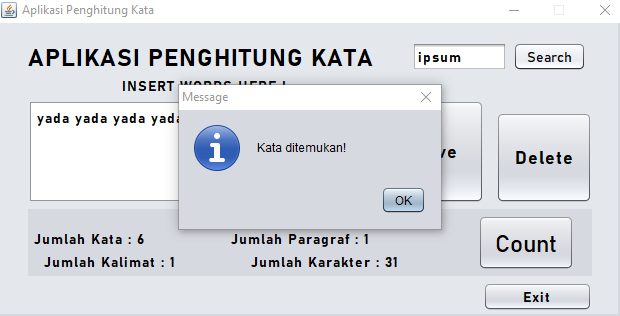 Aplikasi Penghitung Kata
APLIKASI PENGHITUNG KATA
ipsum
Search
INSERT WORDS HERE !
Message
yada yada yada yada
Kata ditemukan!
Delete
OK
Jumlah Kata : 6
Jumlah Paragraf : 1
Count
Jumlah Kalimat : 1
Jumlah Karakter : 31
Exit